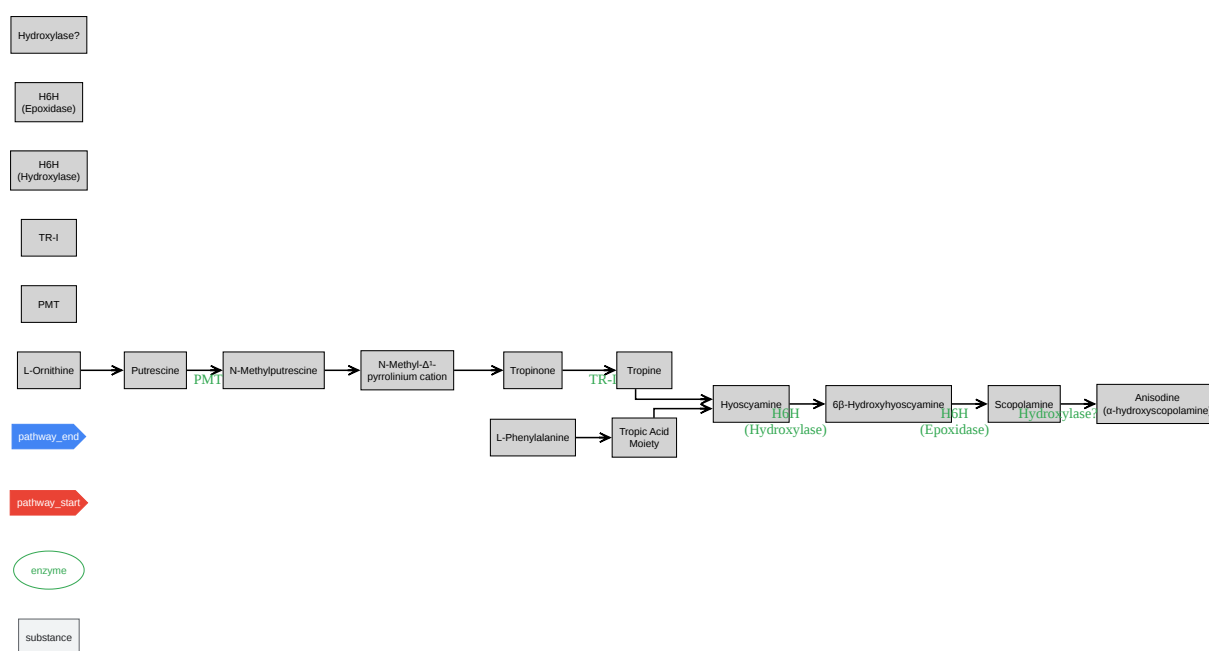 Hydroxylase?
H6H
(Epoxidase)
H6H
(Hydroxylase)
TR-I
PMT
L-Ornithine
Putrescine
PMT
N-Methylputrescine
N-Methyl-Δ¹-
pyrrolinium cation
Tropinone
TR-I
Tropine
L-Phenylalanine
Tropic Acid
Moiety
Hyoscyamine
H6H
(Hydroxylase)
6β-Hydroxyhyoscyamine
H6H
(Epoxidase)
Scopolamine
Hydroxylase?
Anisodine
(α-hydroxyscopolamine)
pathway_end
pathway_start
enzyme
substance